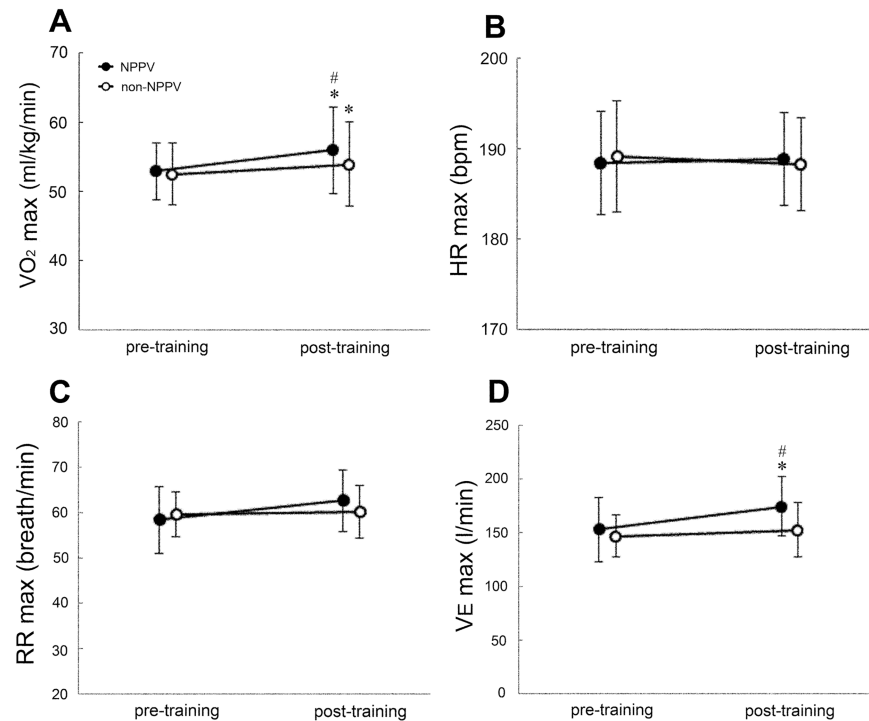 A
VO2 max (ml/kg/min)
70
60
50
40
30
NPPV
non-NPPV
#
* *
pre-training post-training
B
HR max (bpm)
200
190
180
170
pre-training post-training
C
RR max (breath/min)
80
70
60
50
40
30
20
pre-training post-training
D
VE max (l/min)
250
200
150
100
50
0
#
*
pre-training post-training